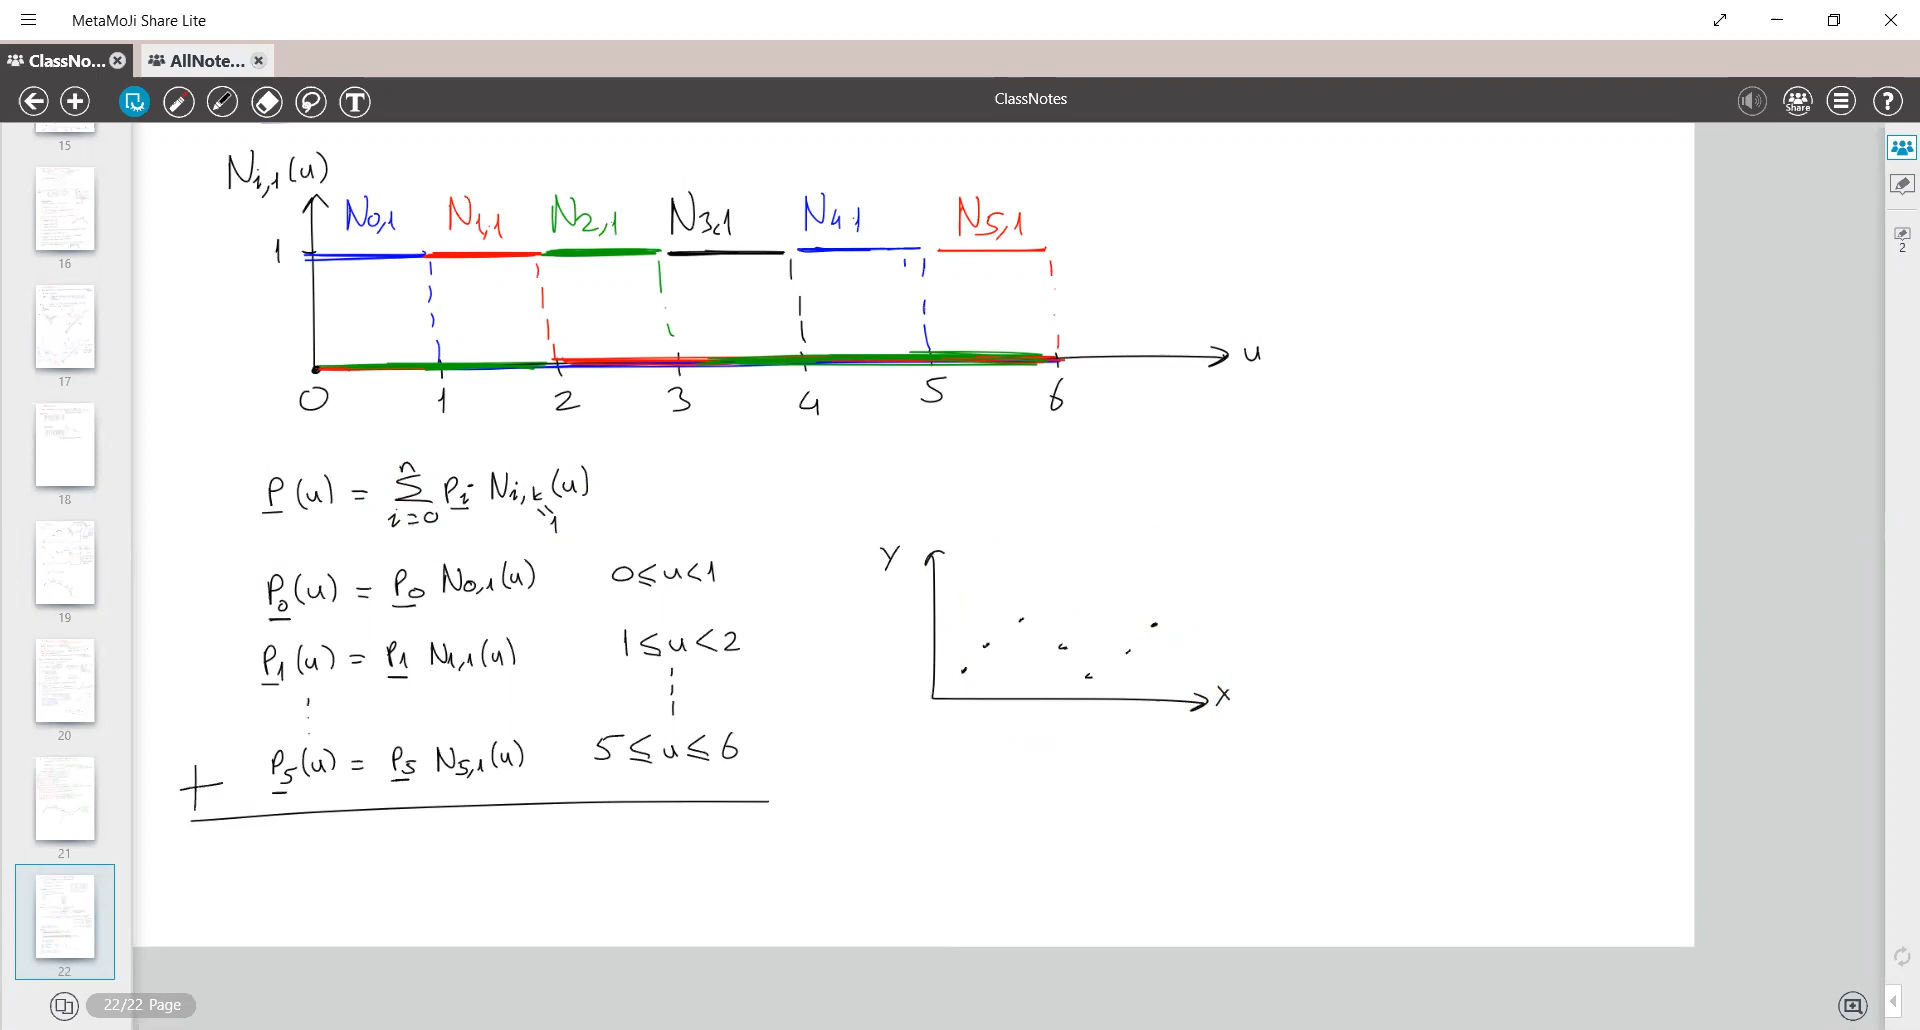 MetaMoJi Share Lite
ClassNo...
AllNote...
ClassNotes
Share
15
16
17
18
19
20
21
22
22/22 Page
2
Ni,1(u)
N0,1 N1,1 N2,1 N3,1 N4,1 N5,1
1
u
0 1 2 3 4 5 6
P(u) = n Σ i=0 Pi Ni,k(u)
1
P0(u) = P0 N0,1(u) 0≤u<1
P1(u) = P1 N1,1(u) 1≤u<2
P5(u) = P5 N5,1(u) 5≤u≤6
+
Y
X